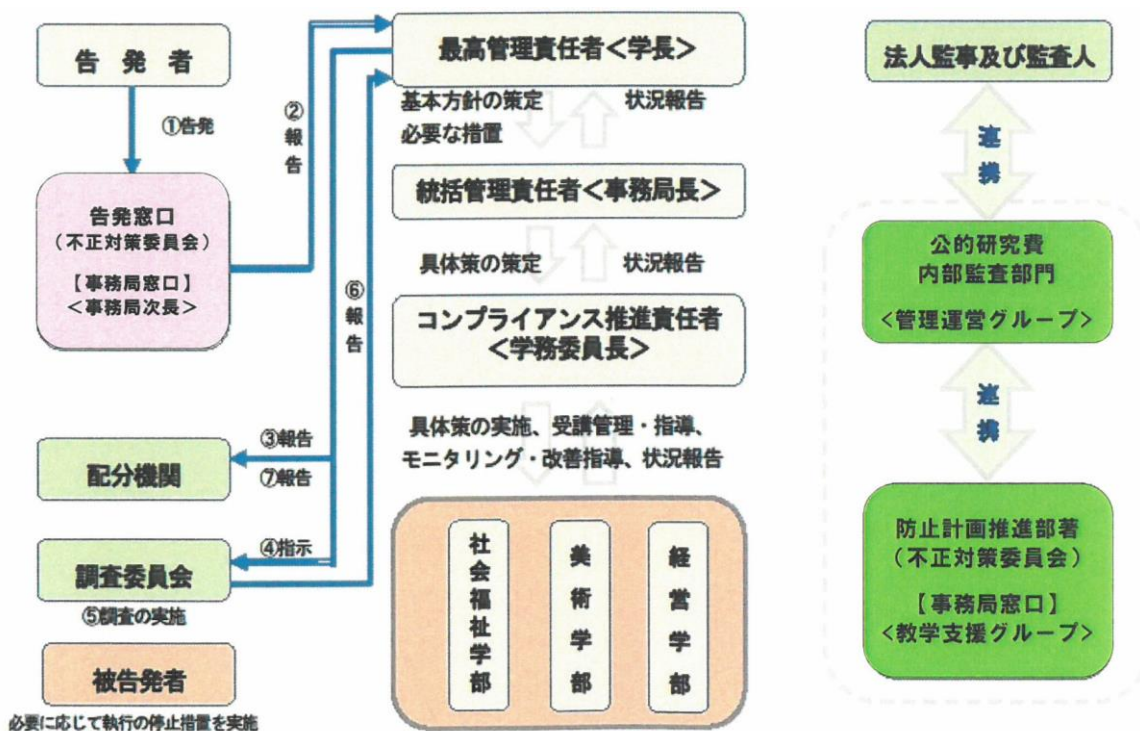 告発者
①告発
告発窓口
（不正対策委員会）
【事務局窓口】
＜事務局次長＞
②報告
③報告
配分機関
⑦報告
④指示
調査委員会
⑤調査の実施
被告発者
必要に応じて執行の停止措置を実施
⑥報告
最高管理責任者＜学長＞
基本方針の策定　状況報告
必要な措置
統括管理責任者＜事務局長＞
具体策の策定　状況報告
コンプライアンス推進責任者
＜学務委員長＞
具体策の実施、受講管理・指導、
モニタリング・改善指導、状況報告
社会福祉学部
美術学部
経営学部
法人監事及び監査人
連携
公的研究費
内部監査部門
＜管理運営グループ＞
連携
防止計画推進部署
（不正対策委員会）
【事務局窓口】
＜教学支援グループ＞